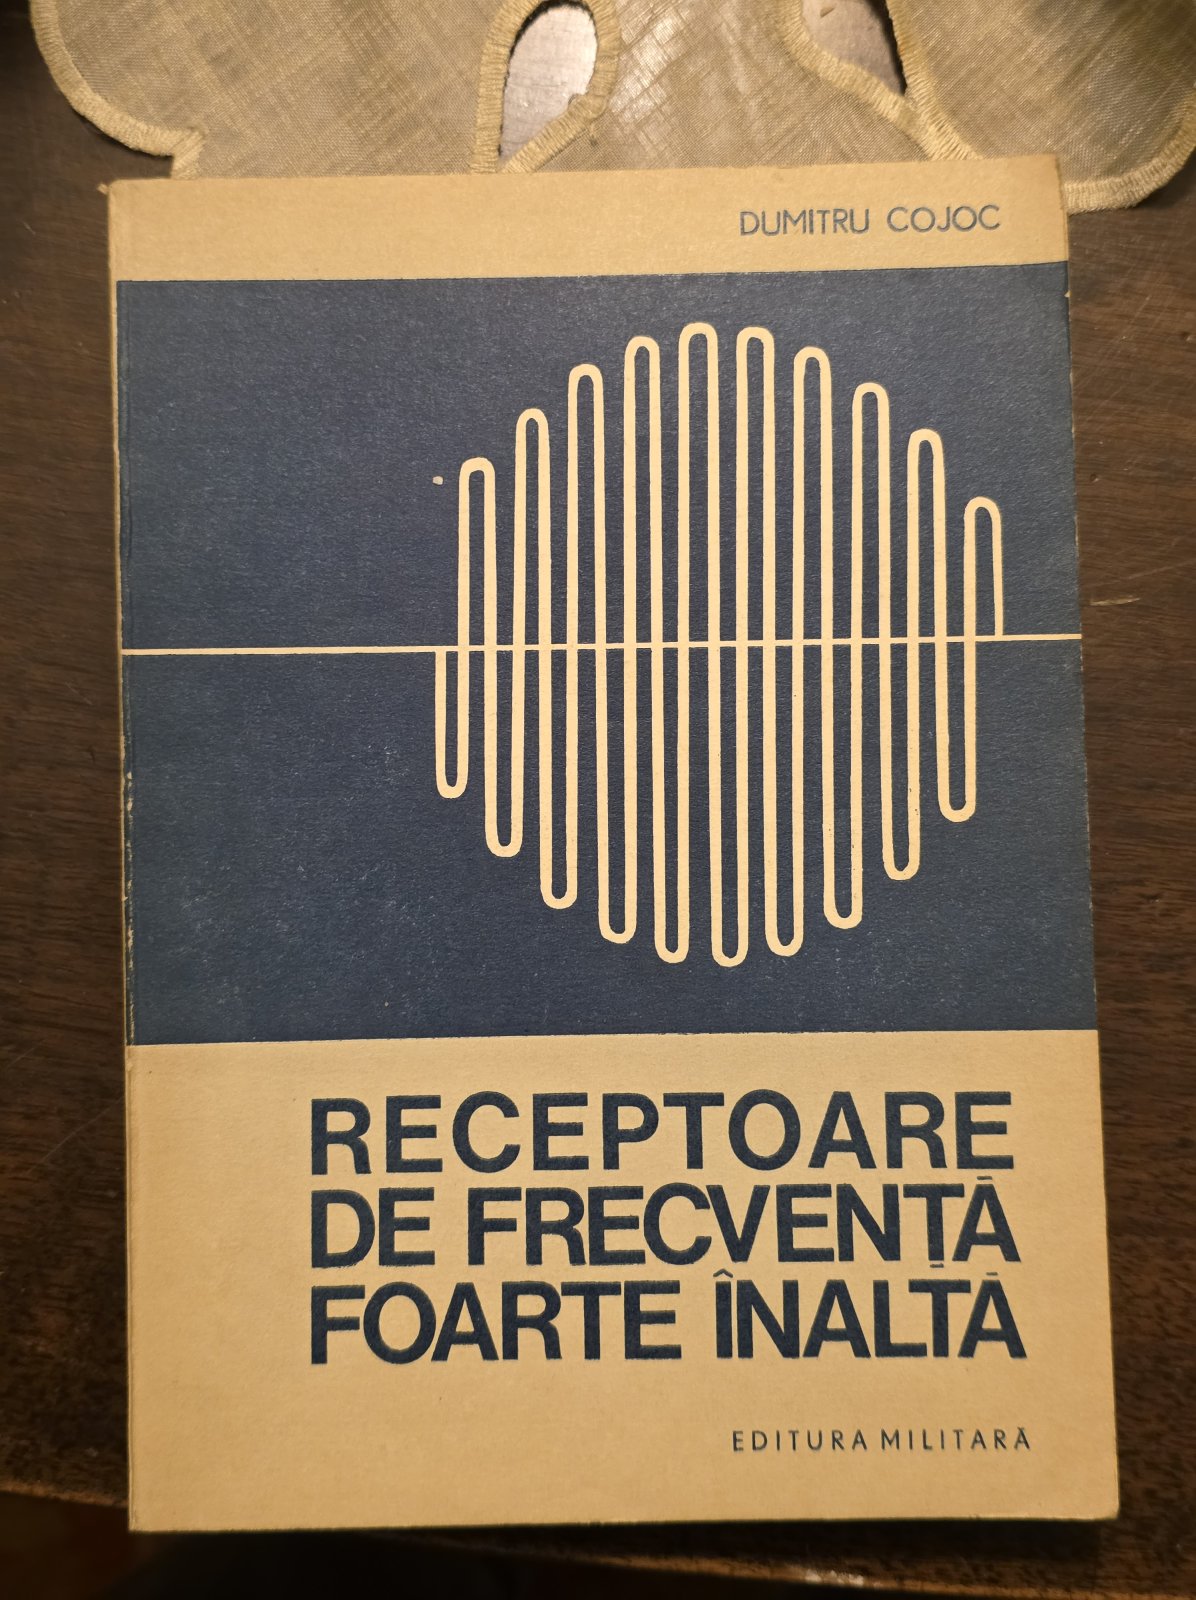 DUMITRU COJOC
RECEPTOARE
DE FRECVENȚĂ
FOARTE ÎNALTĂ
EDITURA MILITARĂ